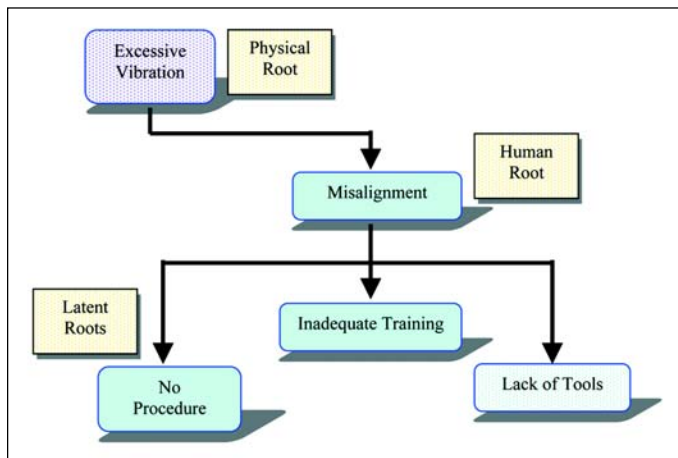 Excessive
Vibration
Physical
Root
Human
Root
Misalignment
Latent
Roots
Inadequate Training
No
Procedure
Lack of Tools